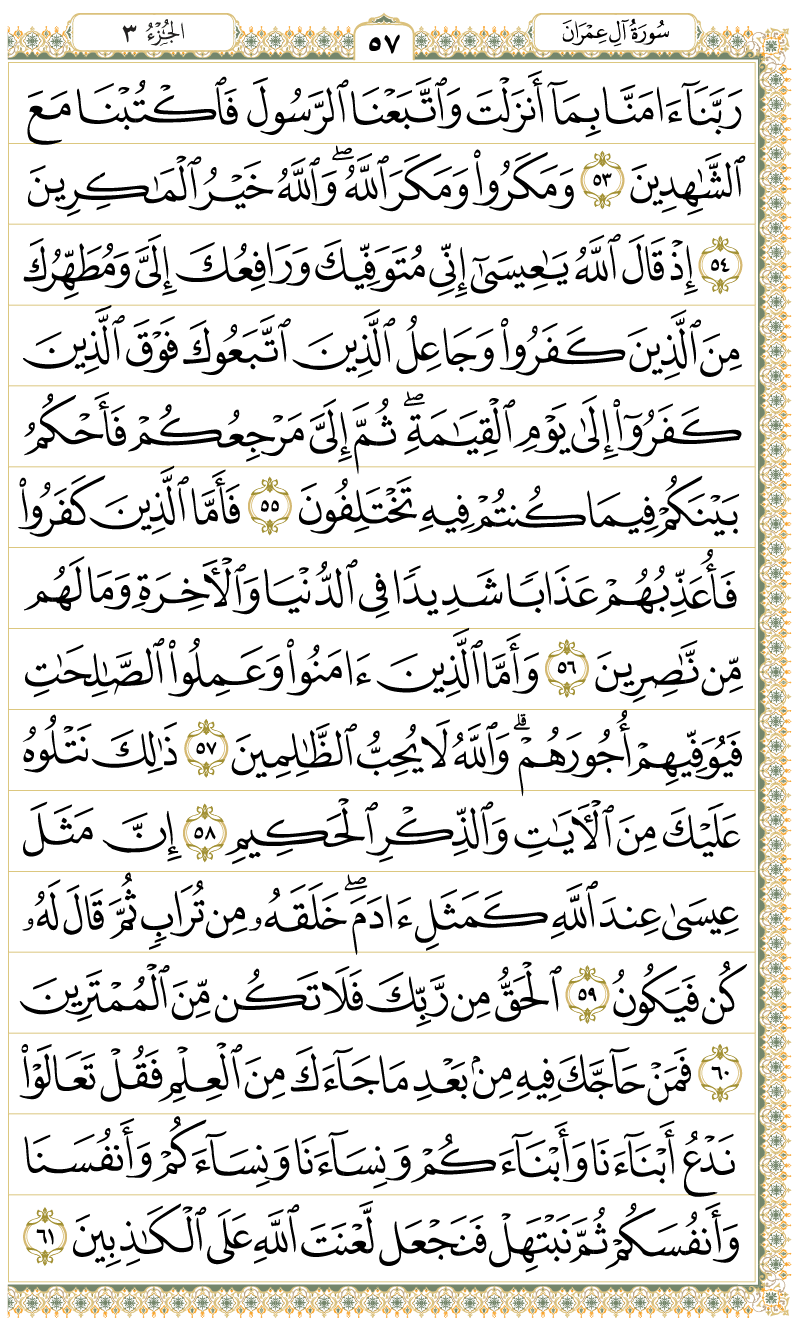 سُورَةُ آلِ عِمْرَانَ ٥٧ الجُزْءُ ٣
رَبَّنَآ ءَامَنَّا بِمَآ أَنزَلْتَ وَٱتَّبَعْنَا ٱلرَّسُولَ فَٱكْتُبْنَا مَعَ
ٱلشَّٰهِدِينَ ٥٣ وَمَكَرُوا۟ وَمَكَرَ ٱللَّهُ ۖ وَٱللَّهُ خَيْرُ ٱلْمَٰكِرِينَ
٥٤ إِذْ قَالَ ٱللَّهُ يَٰعِيسَىٰٓ إِنِّى مُتَوَفِّيكَ وَرَافِعُكَ إِلَىَّ وَمُطَهِّرُكَ
مِنَ ٱلَّذِينَ كَفَرُوا۟ وَجَاعِلُ ٱلَّذِينَ ٱتَّبَعُوكَ فَوْقَ ٱلَّذِينَ
كَفَرُوٓا۟ إِلَىٰ يَوْمِ ٱلْقِيَٰمَةِ ۖ ثُمَّ إِلَىَّ مَرْجِعُكُمْ فَأَحْكُمُ
بَيْنَكُمْ فِيمَا كُنتُمْ فِيهِ تَخْتَلِفُونَ ٥٥ فَأَمَّا ٱلَّذِينَ كَفَرُوا۟
فَأُعَذِّبُهُمْ عَذَابًا شَدِيدًا فِى ٱلدُّنْيَا وَٱلْـَٔاخِرَةِ وَمَا لَهُم
مِّن نَّٰصِرِينَ ٥٦ وَأَمَّا ٱلَّذِينَ ءَامَنُوا۟ وَعَمِلُوا۟ ٱلصَّٰلِحَٰتِ
فَيُوَفِّيهِمْ أُجُورَهُمْ ۗ وَٱللَّهُ لَا يُحِبُّ ٱلظَّٰلِمِينَ ٥٧ ذَٰلِكَ نَتْلُوهُ
عَلَيْكَ مِنَ ٱلْـَٔايَٰتِ وَٱلذِّكْرِ ٱلْحَكِيمِ ٥٨ إِنَّ مَثَلَ
عِيسَىٰ عِندَ ٱللَّهِ كَمَثَلِ ءَادَمَ ۖ خَلَقَهُۥ مِن تُرَابٍ ثُمَّ قَالَ لَهُۥ
كُن فَيَكُونُ ٥٩ ٱلْحَقُّ مِن رَّبِّكَ فَلَا تَكُن مِّنَ ٱلْمُمْتَرِينَ
٦٠ فَمَنْ حَآجَّكَ فِيهِ مِنۢ بَعْدِ مَا جَآءَكَ مِنَ ٱلْعِلْمِ فَقُلْ تَعَالَوْا۟
نَدْعُ أَبْنَآءَنَا وَأَبْنَآءَكُمْ وَنِسَآءَنَا وَنِسَآءَكُمْ وَأَنفُسَنَا
وَأَنفُسَكُمْ ثُمَّ نَبْتَهِلْ فَنَجْعَل لَّعْنَتَ ٱللَّهِ عَلَى ٱلْكَٰذِبِينَ ٦١